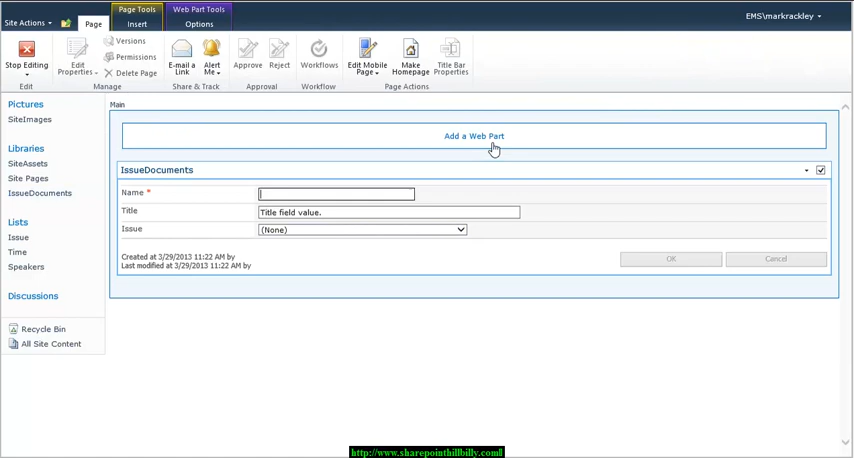 Page Tools
Web Part Tools
EMS\markrackley
Site Actions
Page
Insert
Options
Stop Editing
Edit Properties
Versions
Permissions
Delete Page
E-mail a Link
Alert Me
Approve
Reject
Workflows
Edit Mobile Page
Make Homepage
Title Bar Properties
Edit
Manage
Share & Track
Approval
Workflow
Page Actions
Pictures
SiteImages
Libraries
SiteAssets
Site Pages
IssueDocuments
Lists
Issue
Time
Speakers
Discussions
Recycle Bin
All Site Content
Main
Add a Web Part
IssueDocuments
Name *
Title
Title field value.
Issue
(None)
Created at 3/29/2013 11:22 AM by
Last modified at 3/29/2013 11:22 AM by
OK
Cancel
http://www.sharepointhillbilly.com